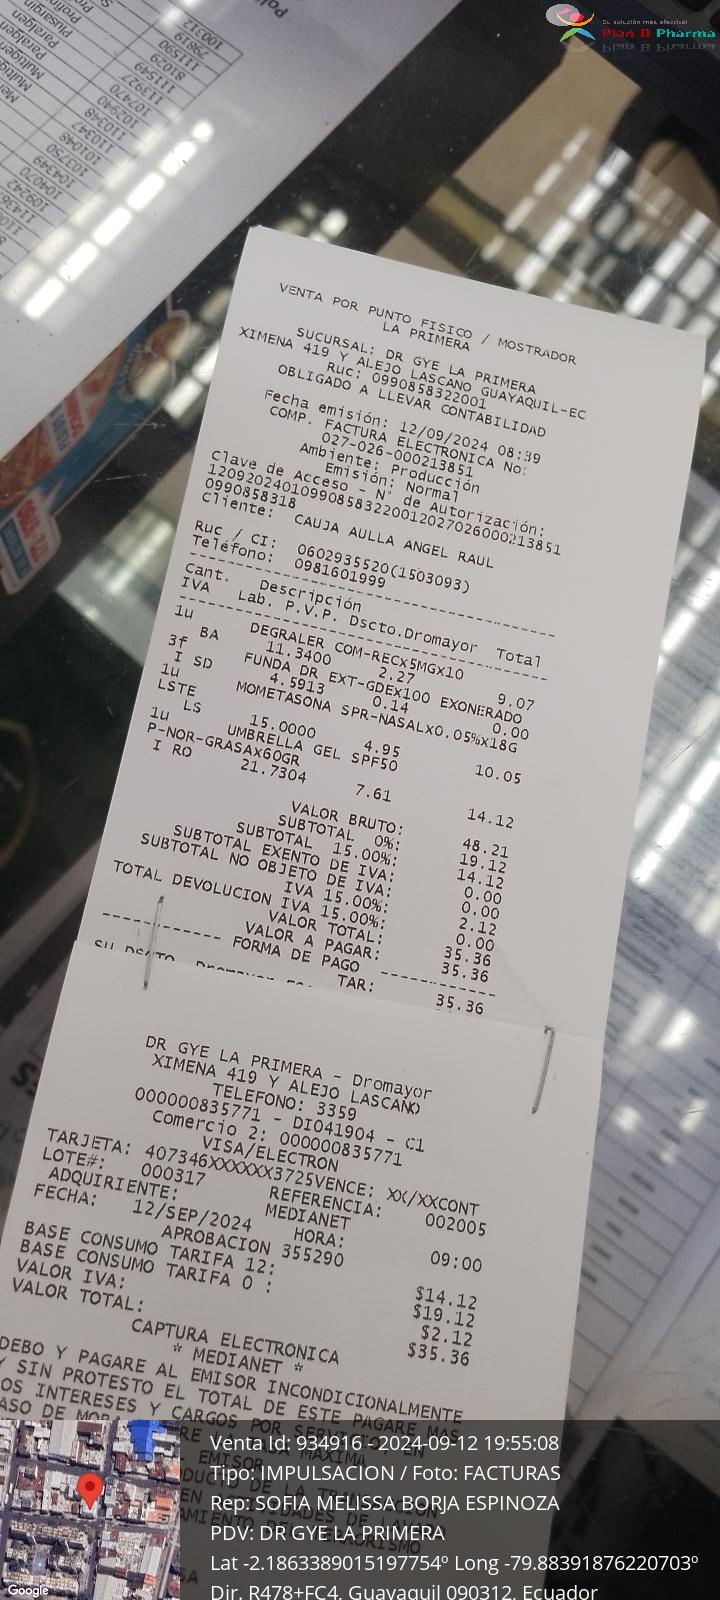 Su solución más efectiva!
Plan B Pharma
VENTA POR PUNTO FISICO / MOSTRADOR
LA PRIMERA
SUCURSAL: DR GYE LA PRIMERA
XIMENA 419 Y ALEJO LASCANO GUAYAQUIL-EC
Ruc: 0990858322001
OBLIGADO A LLEVAR CONTABILIDAD
Fecha emisión: 12/09/2024 08:39
COMP. FACTURA ELECTRONICA No:
027-026-000213851
Ambiente: Producción
Emisión: Normal
Clave de Acceso - N° de Autorización:
1209202401099085832200120270260002138510990858318
Cliente: CAUJA AULLA ANGEL RAUL
Ruc / CI: 0602935520(1503093)
Teléfono: 0981601999
Cant. Descripción
IVA Lab. P.V.P. Dscto.Dromayor Total
1u DEGRALER COM-RECx5MGx10
BA 11.3400 2.27 9.07
3f FUNDA DR EXT-GDEx100 EXONERADO
I SD 4.5913 0.14 0.00
1u MOMETASONA SPR-NASALx0.05%x18G
LSTE
LS 15.0000 4.95 10.05
1u UMBRELLA GEL SPF50
P-NOR-GRASAx60GR
I RO 21.7304 7.61 14.12
VALOR BRUTO: 48.21
SUBTOTAL 0%: 19.12
SUBTOTAL 15.00%: 14.12
SUBTOTAL EXENTO DE IVA: 0.00
SUBTOTAL NO OBJETO DE IVA: 0.00
IVA 15.00%: 2.12
TOTAL DEVOLUCION IVA 15.00%: 0.00
VALOR TOTAL: 35.36
VALOR A PAGAR: 35.36
FORMA DE PAGO
TAR: 35.36
DR GYE LA PRIMERA - Dromayor
XIMENA 419 Y ALEJO LASCANO
TELEFONO: 3359
000000835771 - DI041904 - C1
Comercio 2: 000000835771
VISA/ELECTRON
TARJETA: 407346XXXXXX3725VENCE: XX/XXCONT
LOTE#: 000317 REFERENCIA: 002005
ADQUIRIENTE: MEDIANET
FECHA: 12/SEP/2024 HORA: 09:00
APROBACION 355290
BASE CONSUMO TARIFA 12: $14.12
BASE CONSUMO TARIFA 0 : $19.12
VALOR IVA: $2.12
VALOR TOTAL: $35.36
CAPTURA ELECTRONICA
* MEDIANET *
DEBO Y PAGARE AL EMISOR INCONDICIONALMENTE
Y SIN PROTESTO EL TOTAL DE ESTE PAGARE MAS
OS INTERESES Y CARGOS POR SERVICIO, EN
Venta Id: 934916 - 2024-09-12 19:55:08
Tipo: IMPULSACION / Foto: FACTURAS
Rep: SOFIA MELISSA BORJA ESPINOZA
PDV: DR GYE LA PRIMERA
Lat -2.1863389015197754º Long -79.88391876220703º
Dir. R478+FC4, Guayaquil 090312, Ecuador
Google